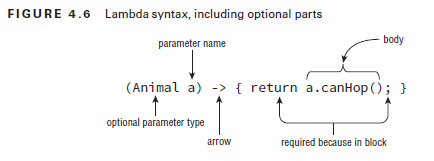 FIGURE 4.6 Lambda syntax, including optional parts
parameter name
body
(Animal a) -> { return a.canHop(); }
optional parameter type
arrow
required because in block